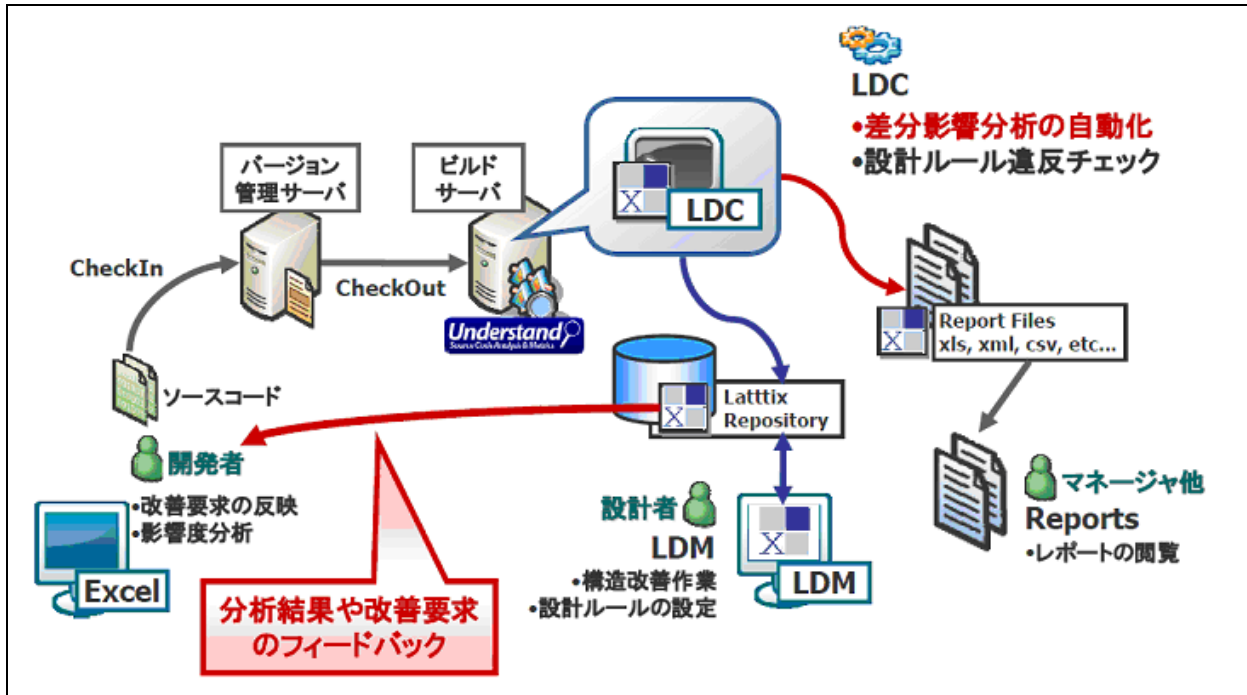 LDC
•差分影響分析の自動化
•設計ルール違反チェック
バージョン
管理サーバ
ビルド
サーバ
X
LDC
CheckIn
CheckOut
Understand
Source Code Analysis & Metrics
X
Report Files
xls, xml, csv, etc...
ソースコード
X
Latttix
Repository
開発者
•改善要求の反映
•影響度分析
Excel
分析結果や改善要求
のフィードバック
設計者
LDM
•構造改善作業
•設計ルールの設定
X
LDM
マネージャ他
Reports
•レポートの閲覧